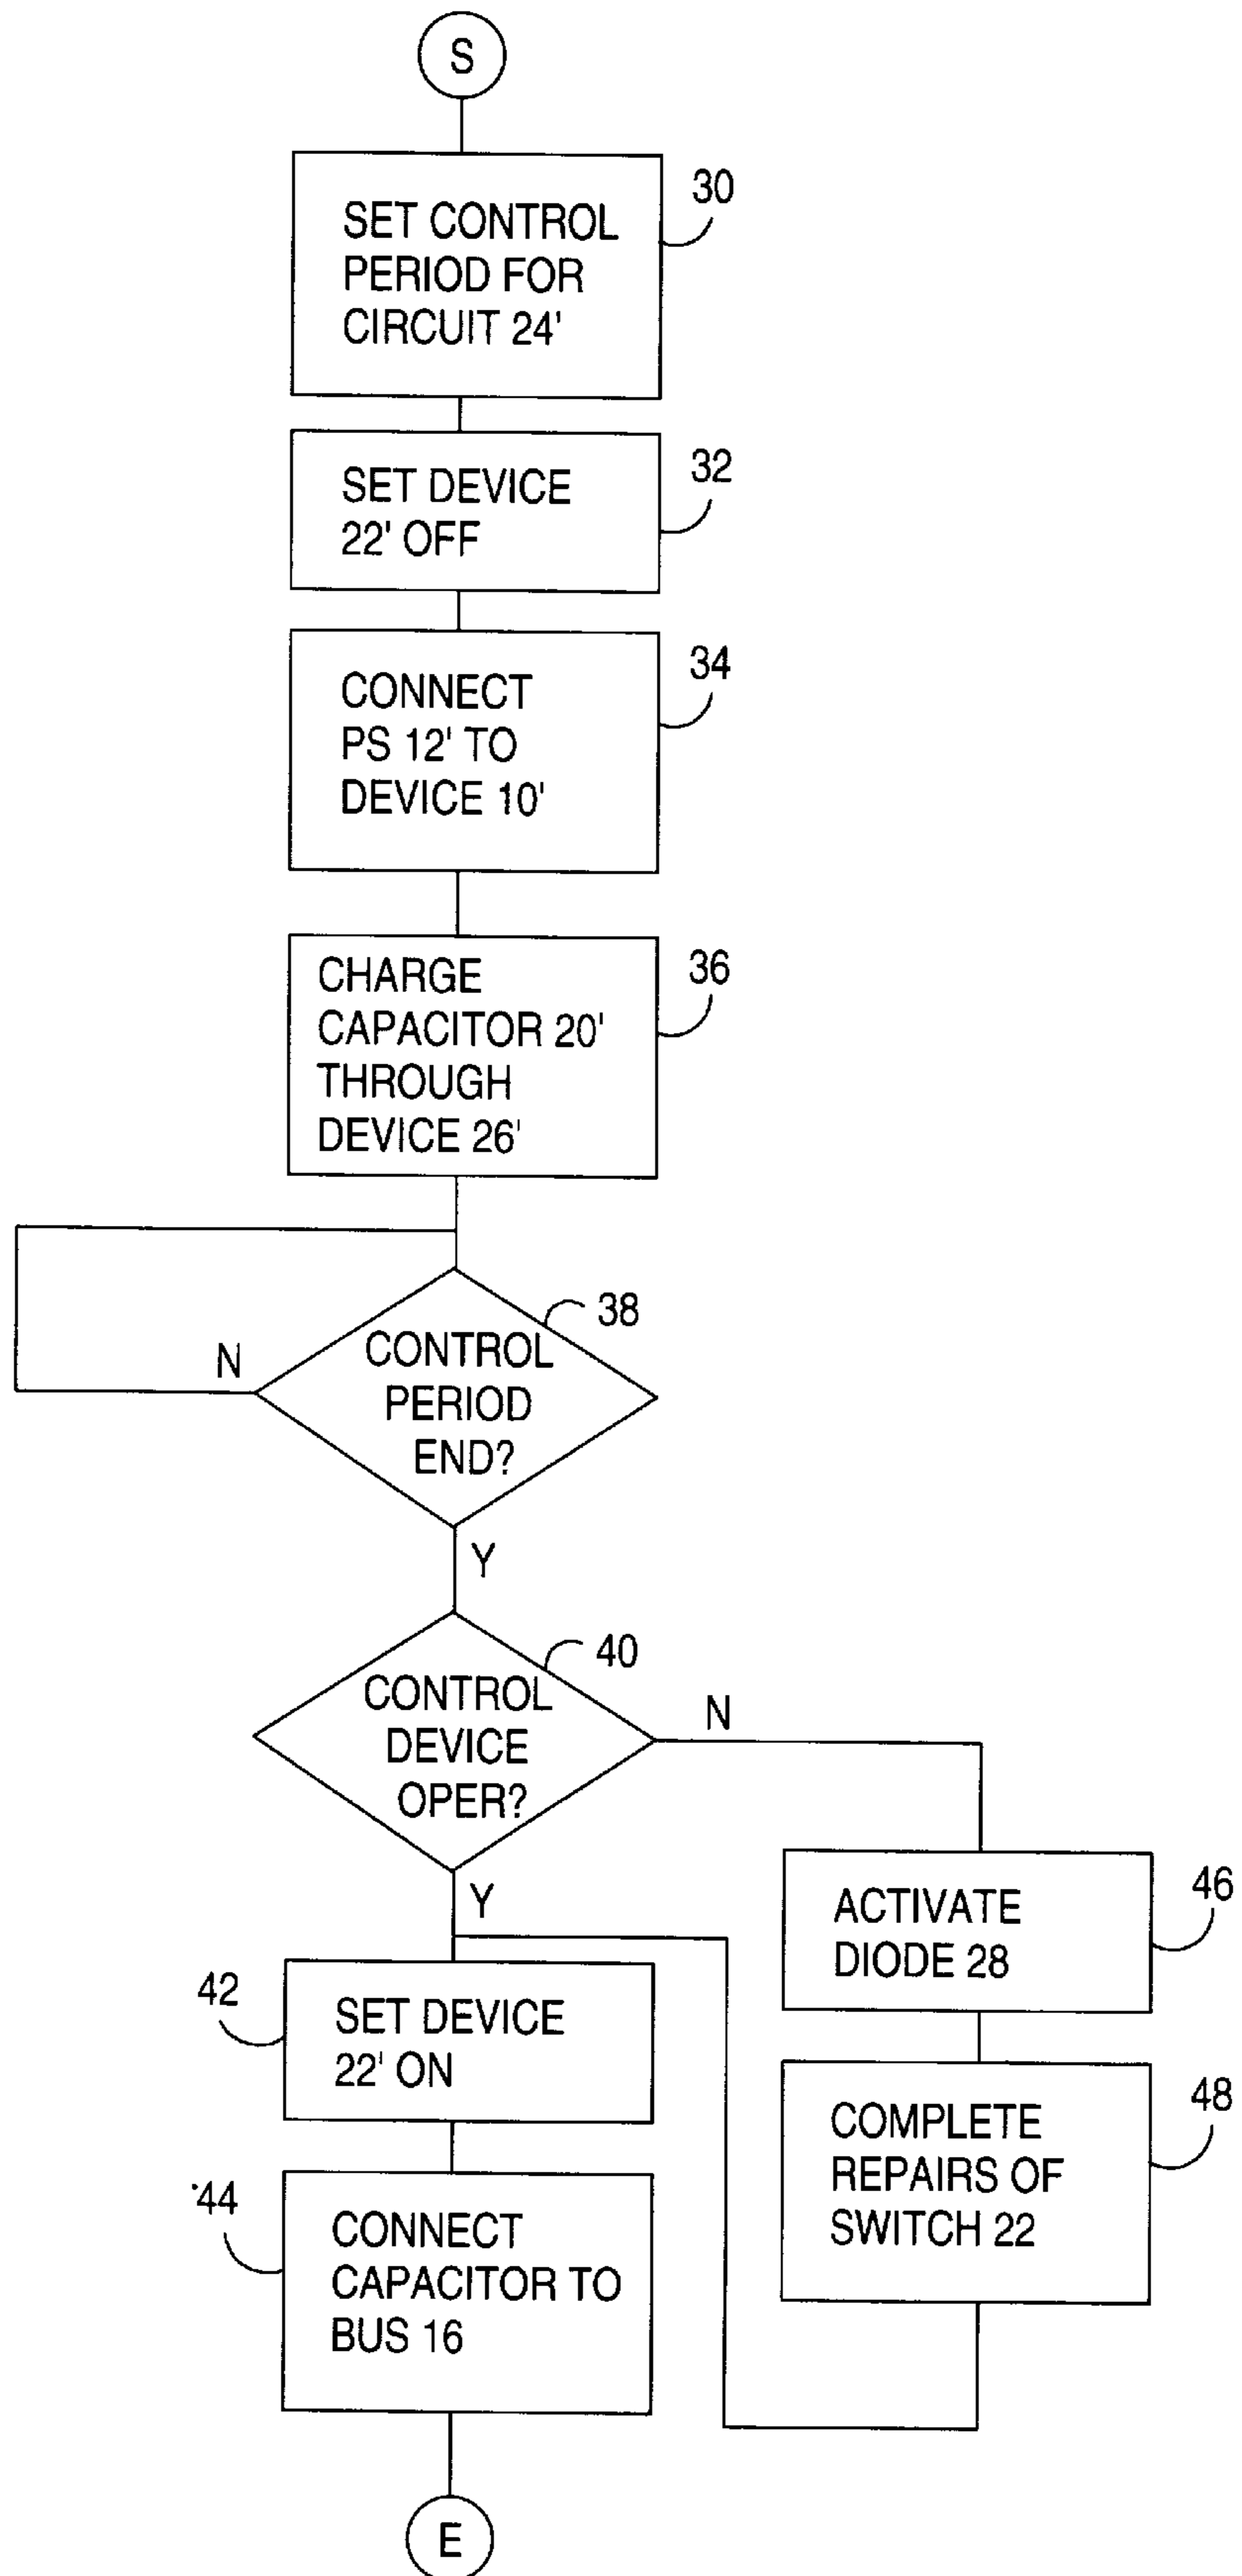 S
SET CONTROL
PERIOD FOR
CIRCUIT 24'
30
SET DEVICE
22' OFF
32
CONNECT
PS 12' TO
DEVICE 10'
34
CHARGE
CAPACITOR 20'
THROUGH
DEVICE 26'
36
38
CONTROL
PERIOD
END?
N
Y
40
CONTROL
DEVICE
OPER?
N
Y
42
SET DEVICE
22' ON
44
CONNECT
CAPACITOR TO
BUS 16
46
ACTIVATE
DIODE 28
48
COMPLETE
REPAIRS OF
SWITCH 22
E